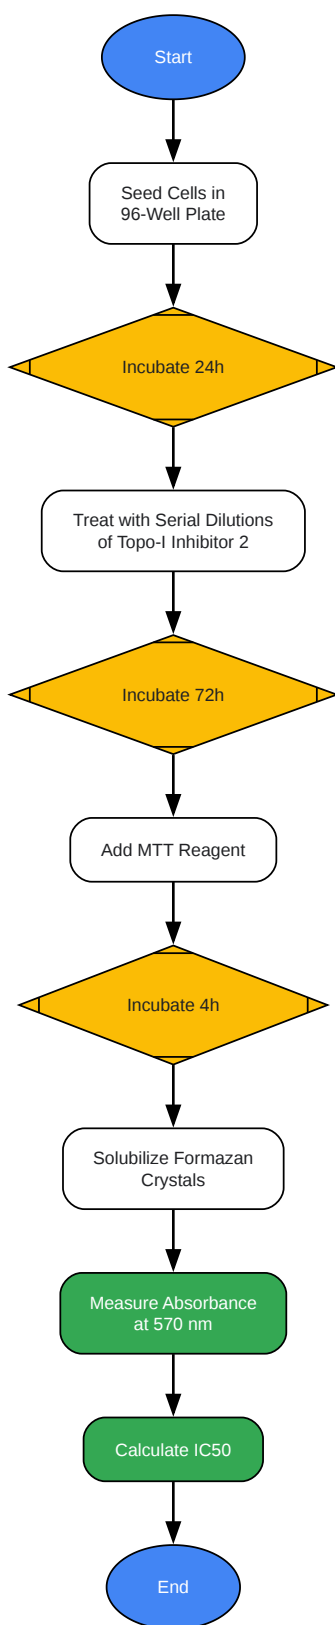 Start
Seed Cells in
96-Well Plate
Incubate 24h
Treat with Serial Dilutions
of Topo-I Inhibitor 2
Incubate 72h
Add MTT Reagent
Incubate 4h
Solubilize Formazan
Crystals
Measure Absorbance
at 570 nm
Calculate IC50
End